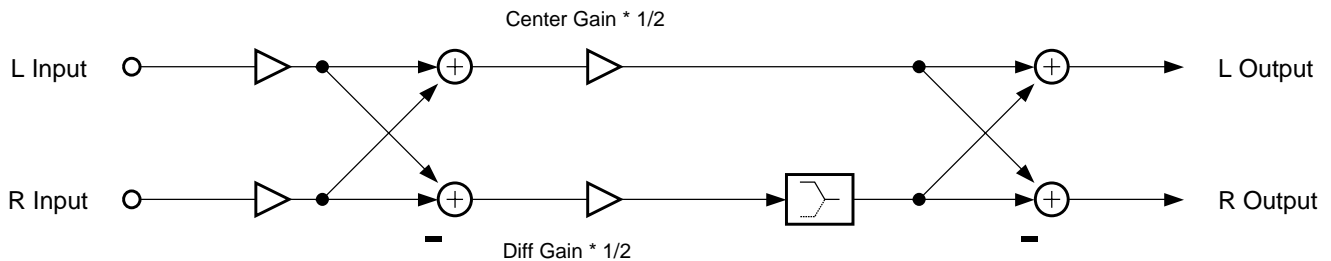 Center Gain * 1/2
L Input
L Output
R Input
R Output
Diff Gain * 1/2